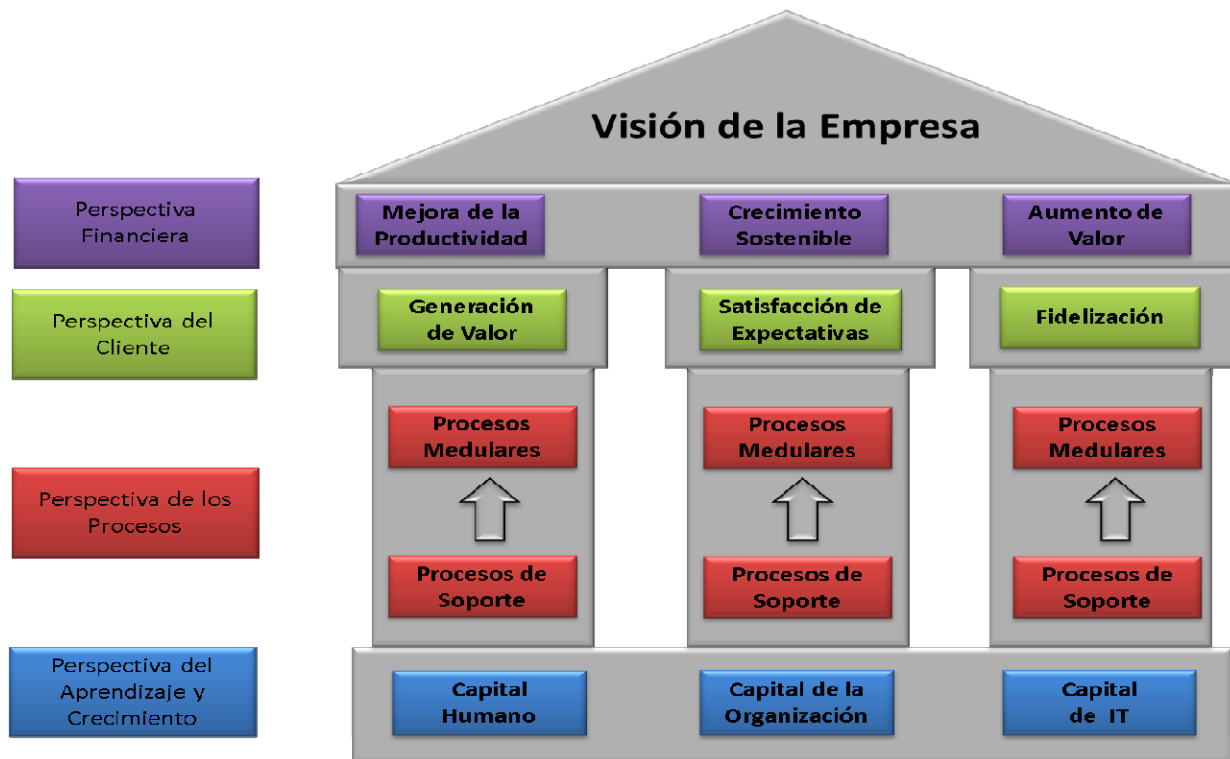 Visión de la Empresa
Perspectiva
Financiera
Mejora de la
Productividad
Crecimiento
Sostenible
Aumento de
Valor
Perspectiva del
Cliente
Generación
de Valor
Satisfacción de
Expectativas
Fidelización
Perspectiva de los
Procesos
Procesos
Medulares
Procesos
Medulares
Procesos
Medulares
Procesos de
Soporte
Procesos de
Soporte
Procesos de
Soporte
Perspectiva del
Aprendizaje y
Crecimiento
Capital
Humano
Capital de la
Organización
Capital
de IT